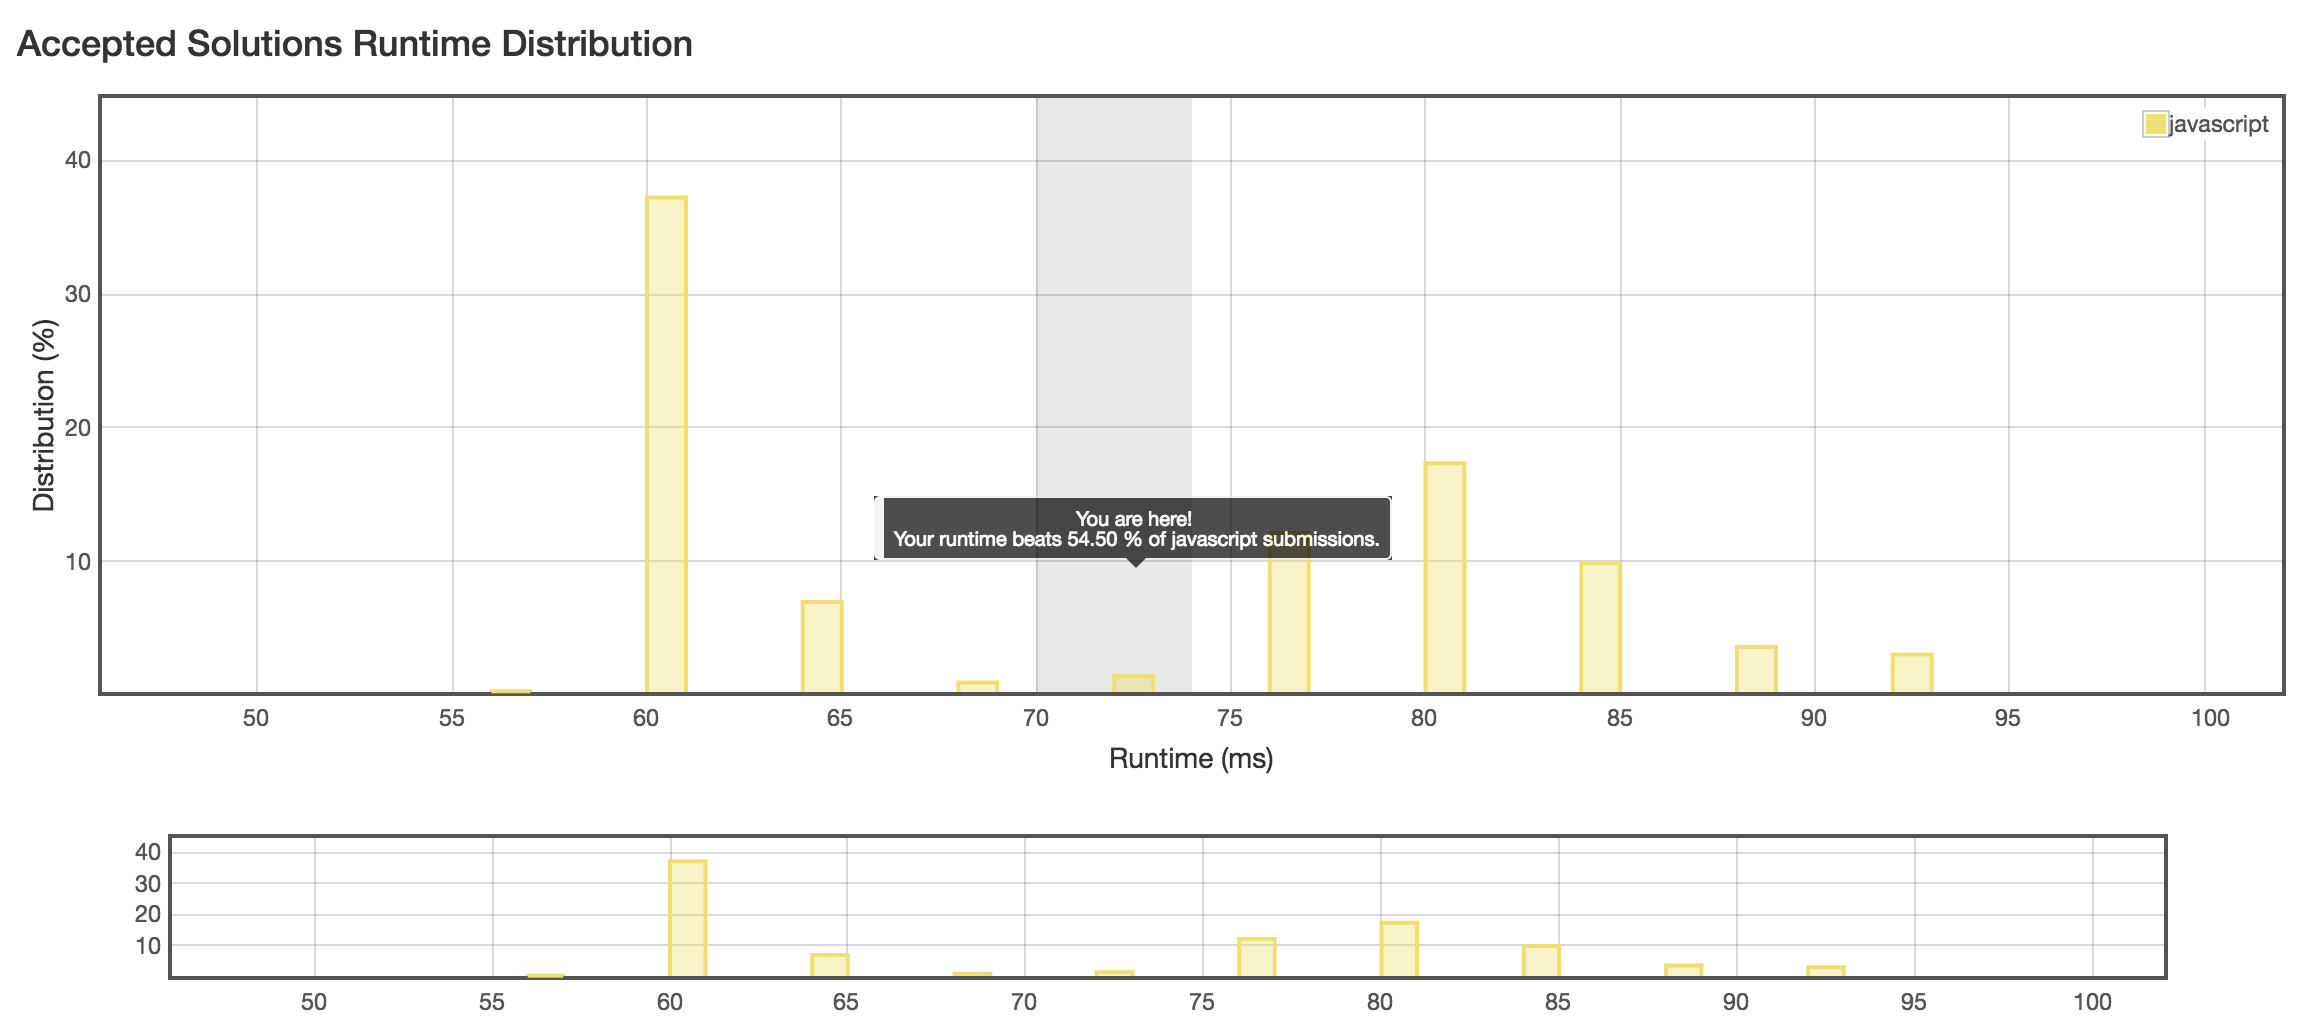 Accepted Solutions Runtime Distribution
javascript
40
30
20
10
Distribution (%)
You are here!
Your runtime beats 54.50 % of javascript submissions.
50 55 60 65 70 75 80 85 90 95 100
Runtime (ms)
40
30
20
10
50 55 60 65 70 75 80 85 90 95 100